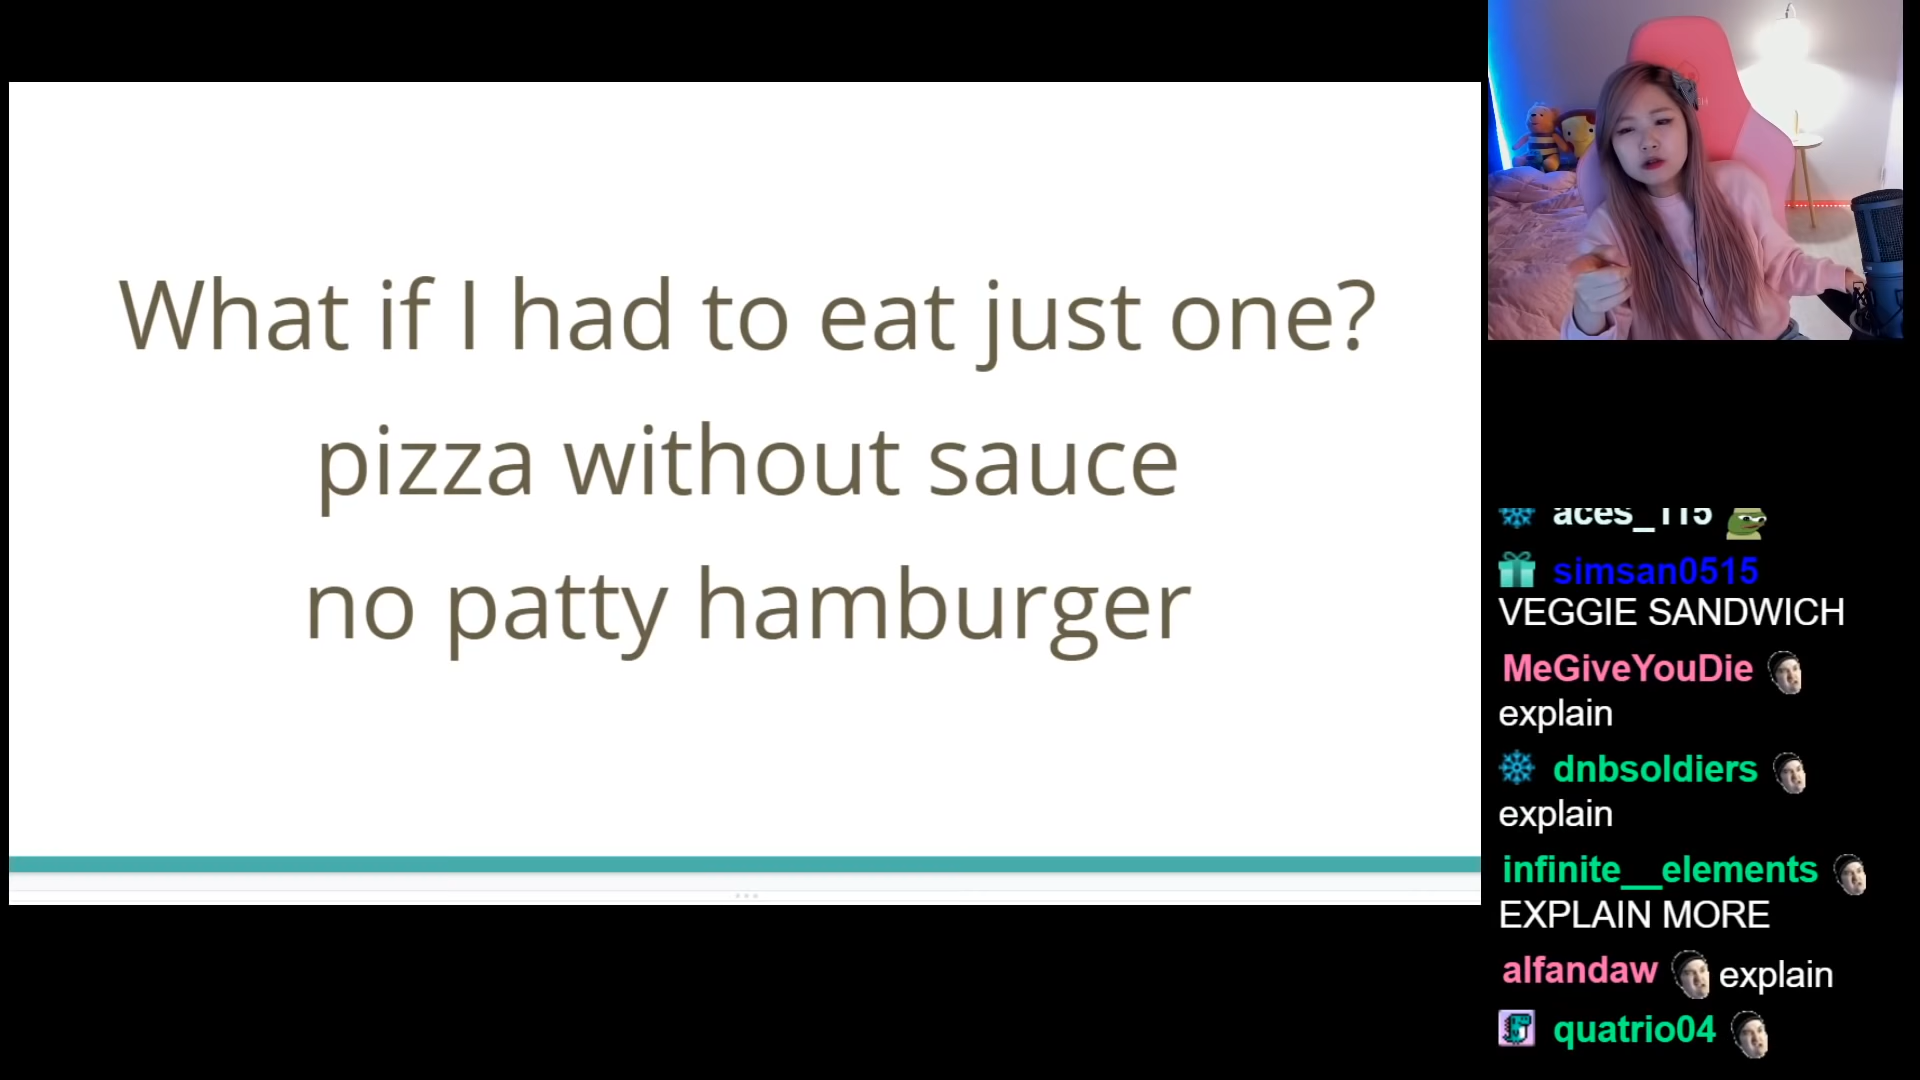 What if I had to eat just one?
pizza without sauce
no patty hamburger
aces_115
simsan0515
VEGGIE SANDWICH
MeGiveYouDie
explain
dnbsoldiers
explain
infinite__elements
EXPLAIN MORE
alfandaw explain
quatrio04